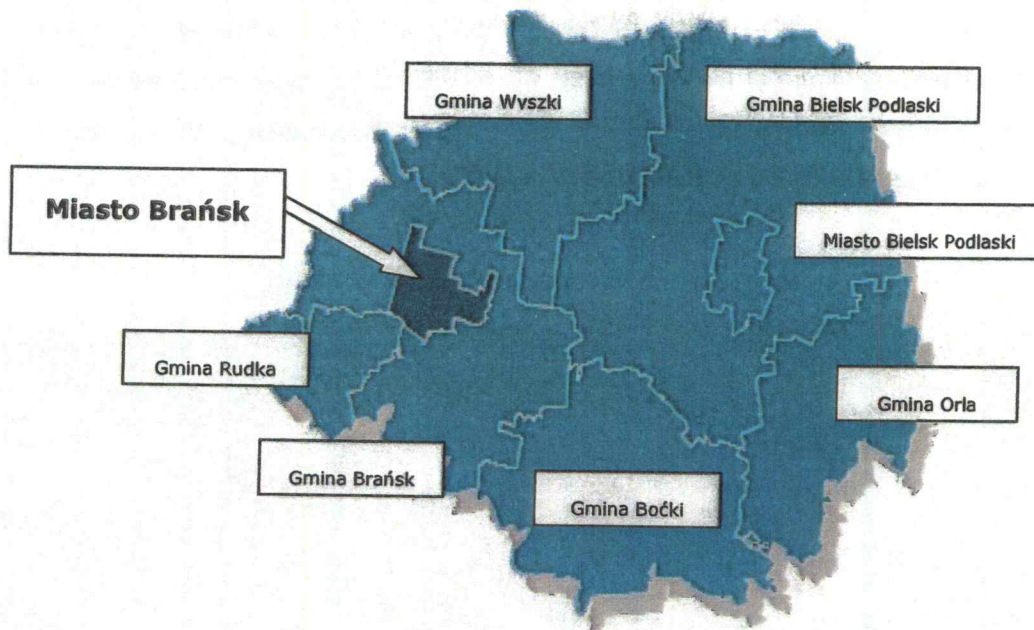 Gmina Wyszki
Gmina Bielsk Podlaski
Miasto Brańsk
Miasto Bielsk Podlaski
Gmina Rudka
Gmina Orla
Gmina Brańsk
Gmina Boćki